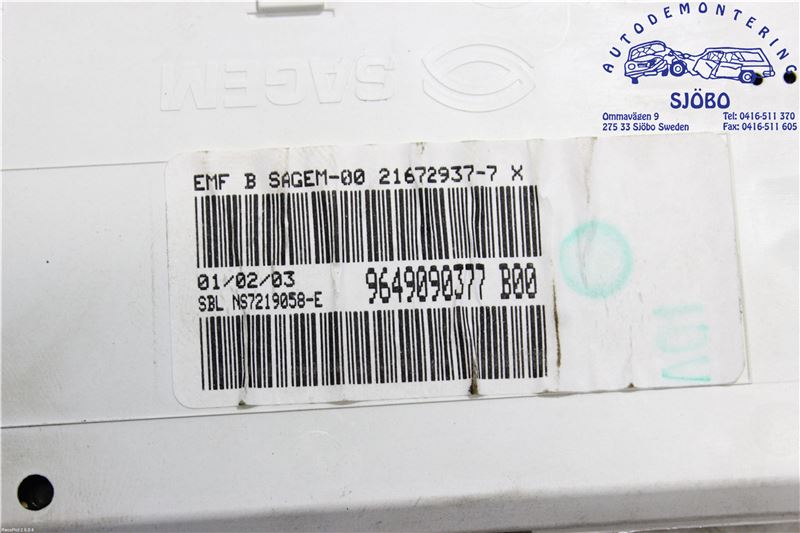 SAGEM
AUTODEMONTERING
SJÖBO
Ommavägen 9
275 33 Sjöbo Sweden
Tel: 0416-511 370
Fax: 0416-511 605
EMF B SAGEM-00 21672937-7 X
01/02/03
9649090377 B00
SBL NS7219058-E